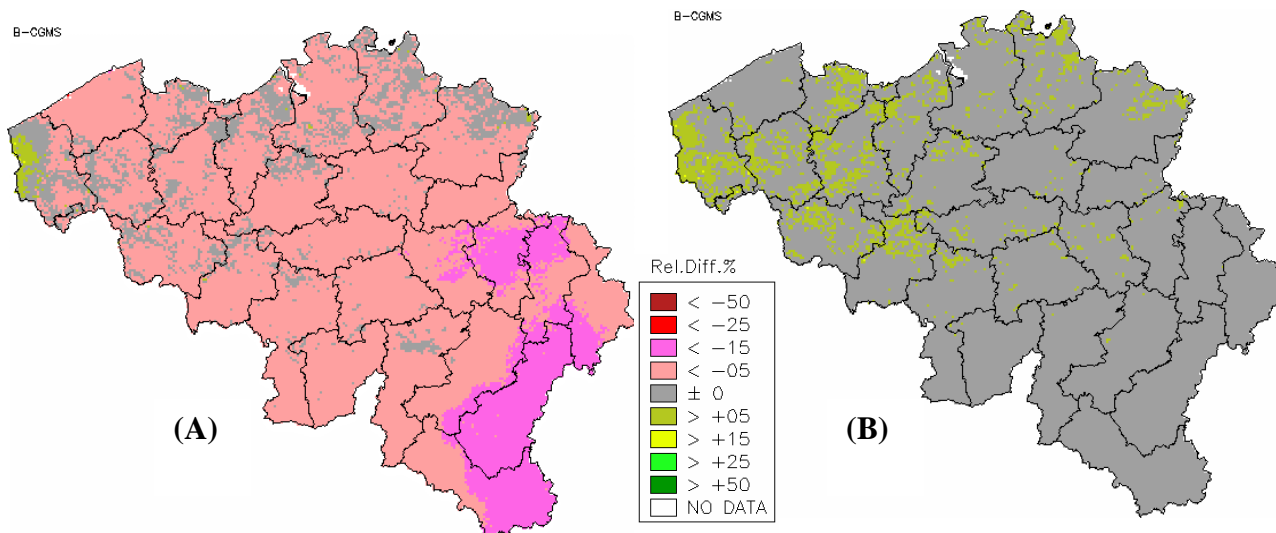 B-CGMS
B-CGMS
Rel.Diff.%
< -50
< -25
< -15
< -05
± 0
> +05
> +15
> +25
> +50
NO DATA
(A)
(B)